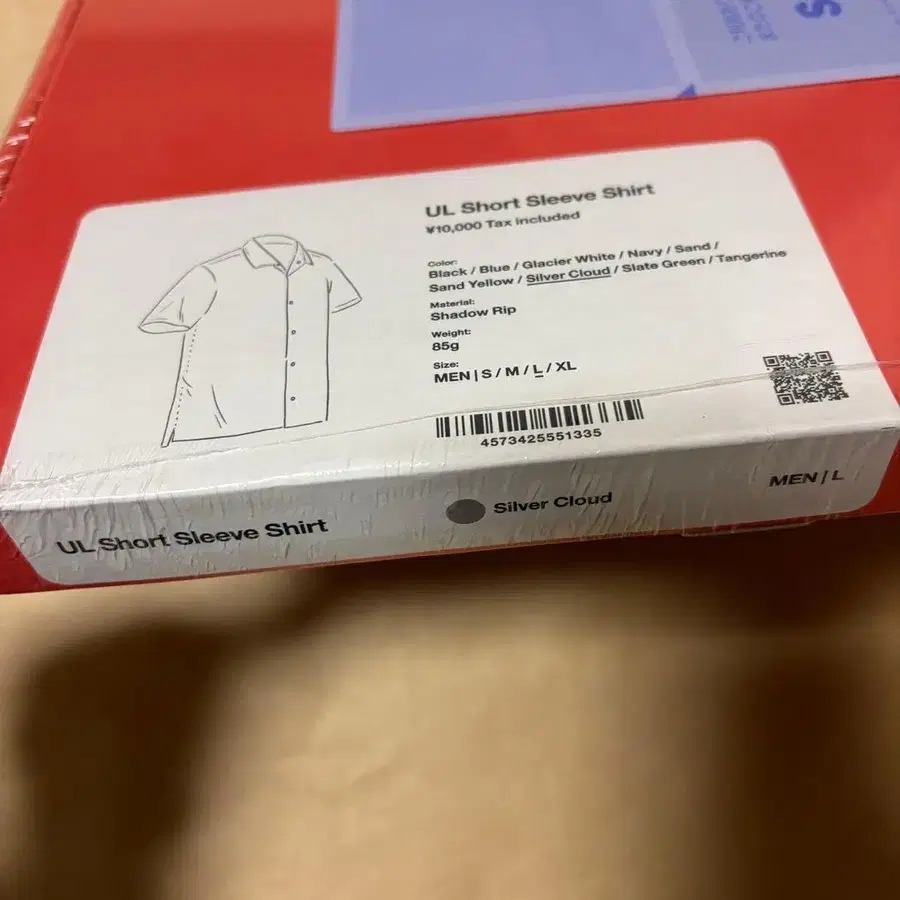 UL Short Sleeve Shirt
¥10,000 Tax included
Color:
Black / Blue / Glacier White / Navy / Sand /
Sand Yellow / Silver Cloud / Slate Green / Tangerine
Material:
Shadow Rip
Weight:
85g
Size:
MEN | S / M / L / XL
4573425551335
UL Short Sleeve Shirt
Silver Cloud
MEN | L